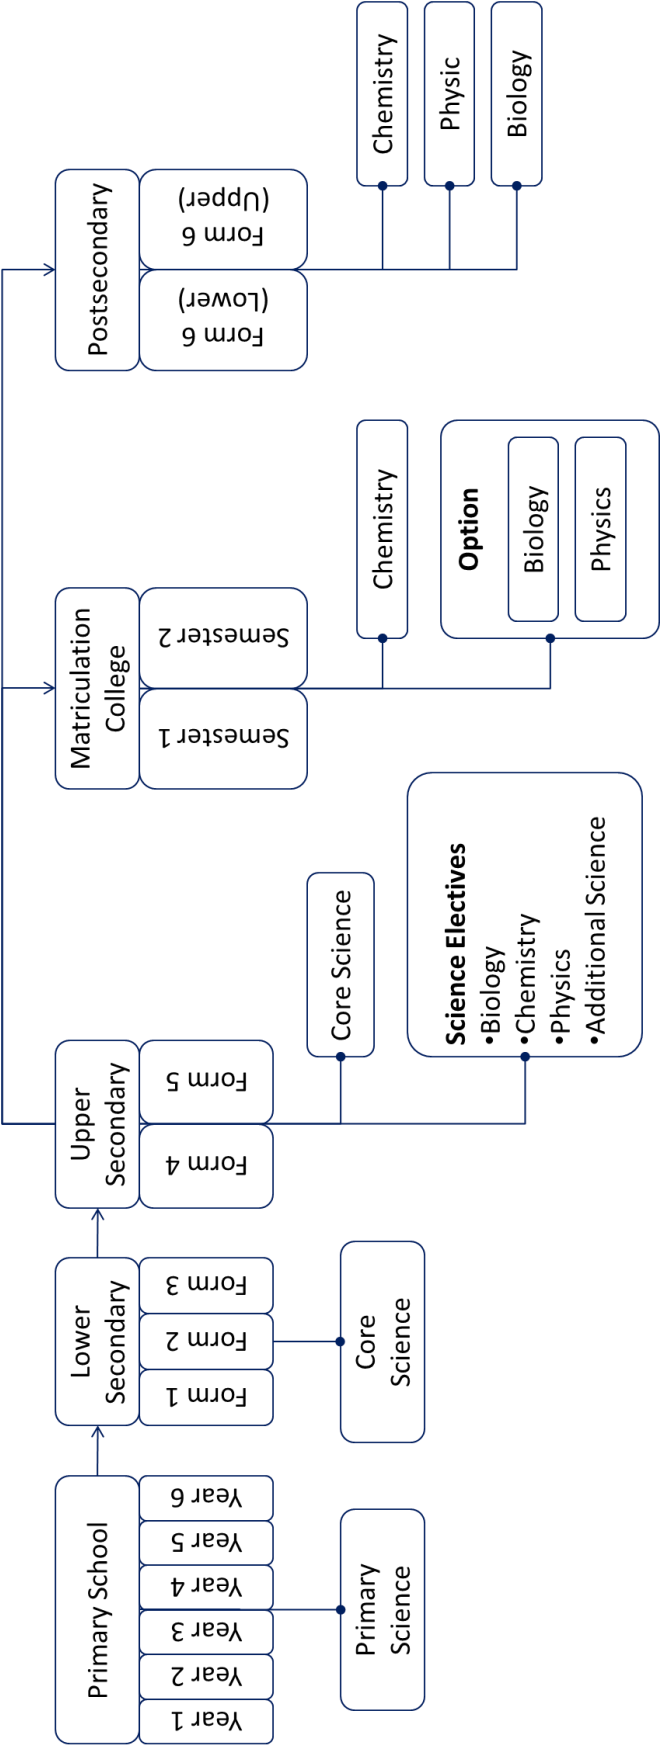 Primary School
Year 1
Year 2
Year 3
Year 4
Year 5
Year 6
Primary
Science
Lower
Secondary
Form 1
Form 2
Form 3
Core
Science
Upper
Secondary
Form 4
Form 5
Core Science
Science Electives
•Biology
•Chemistry
•Physics
•Additional Science
Matriculation
College
Semester 1
Semester 2
Chemistry
Option
Biology
Physics
Postsecondary
Form 6
(Lower)
Form 6
(Upper)
Chemistry
Physic
Biology